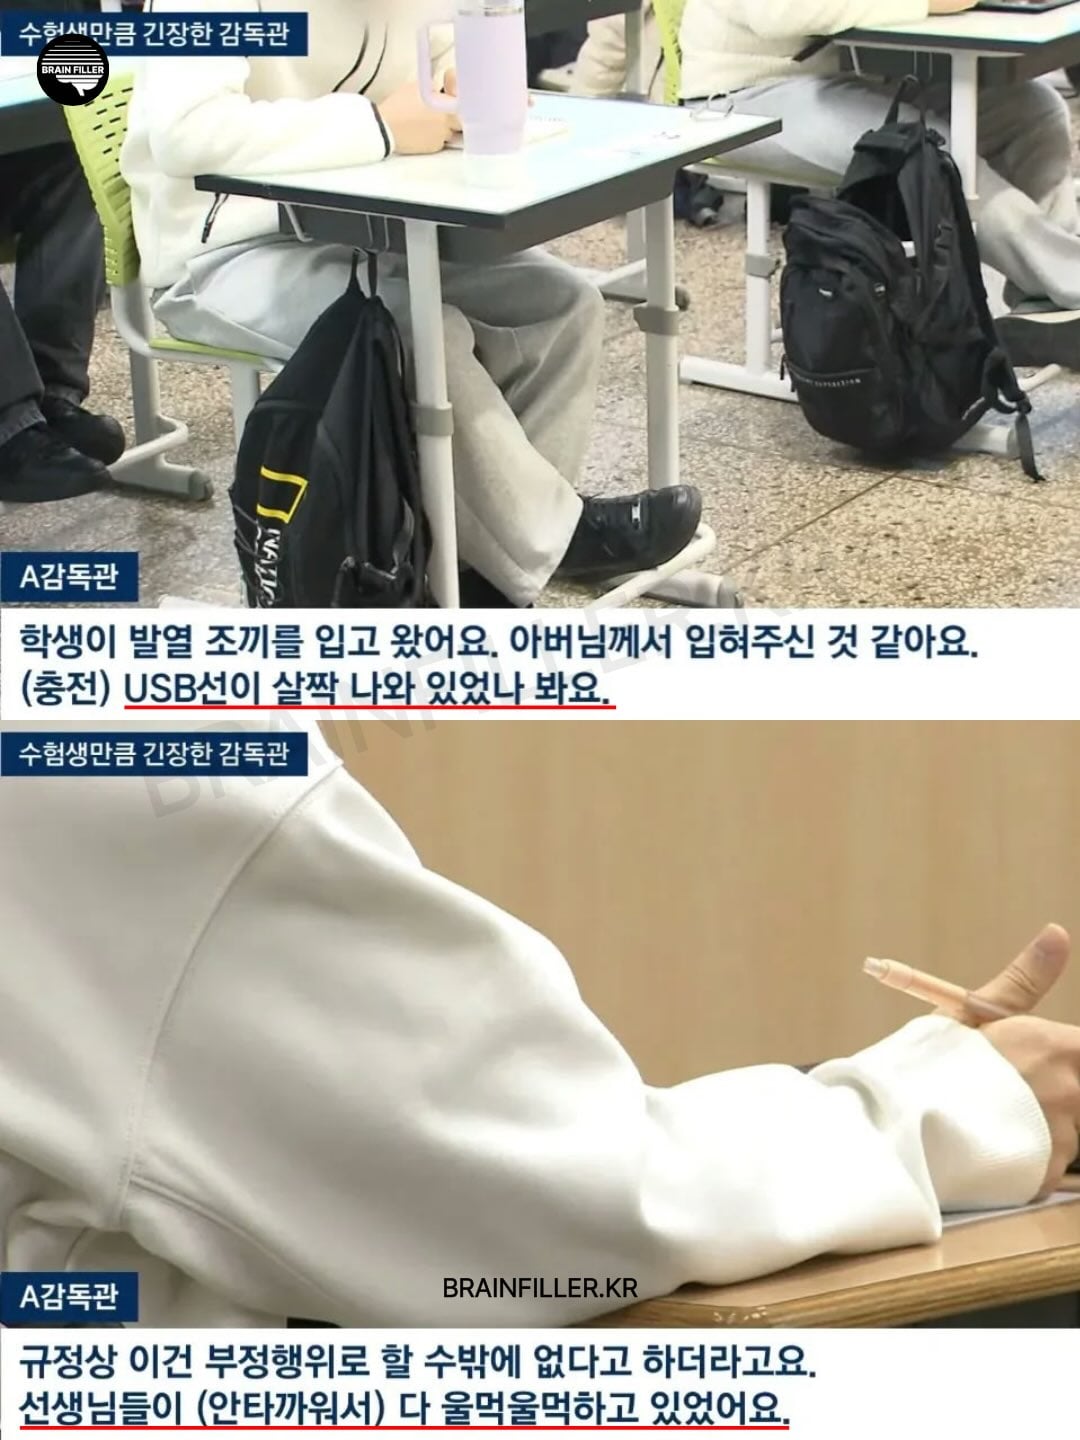 수험생만큼 긴장한 감독관
BRAIN FILLER
A감독관
학생이 발열 조끼를 입고 왔어요. 아버님께서 입혀주신 것 같아요.
(충전) USB선이 살짝 나와 있었나 봐요.
BRAINFILLER.K
수험생만큼 긴장한 감독관
BRAINFILLER.KR
A감독관
규정상 이건 부정행위로 할 수밖에 없다고 하더라고요.
선생님들이 (안타까워서) 다 울먹울먹하고 있었어요.